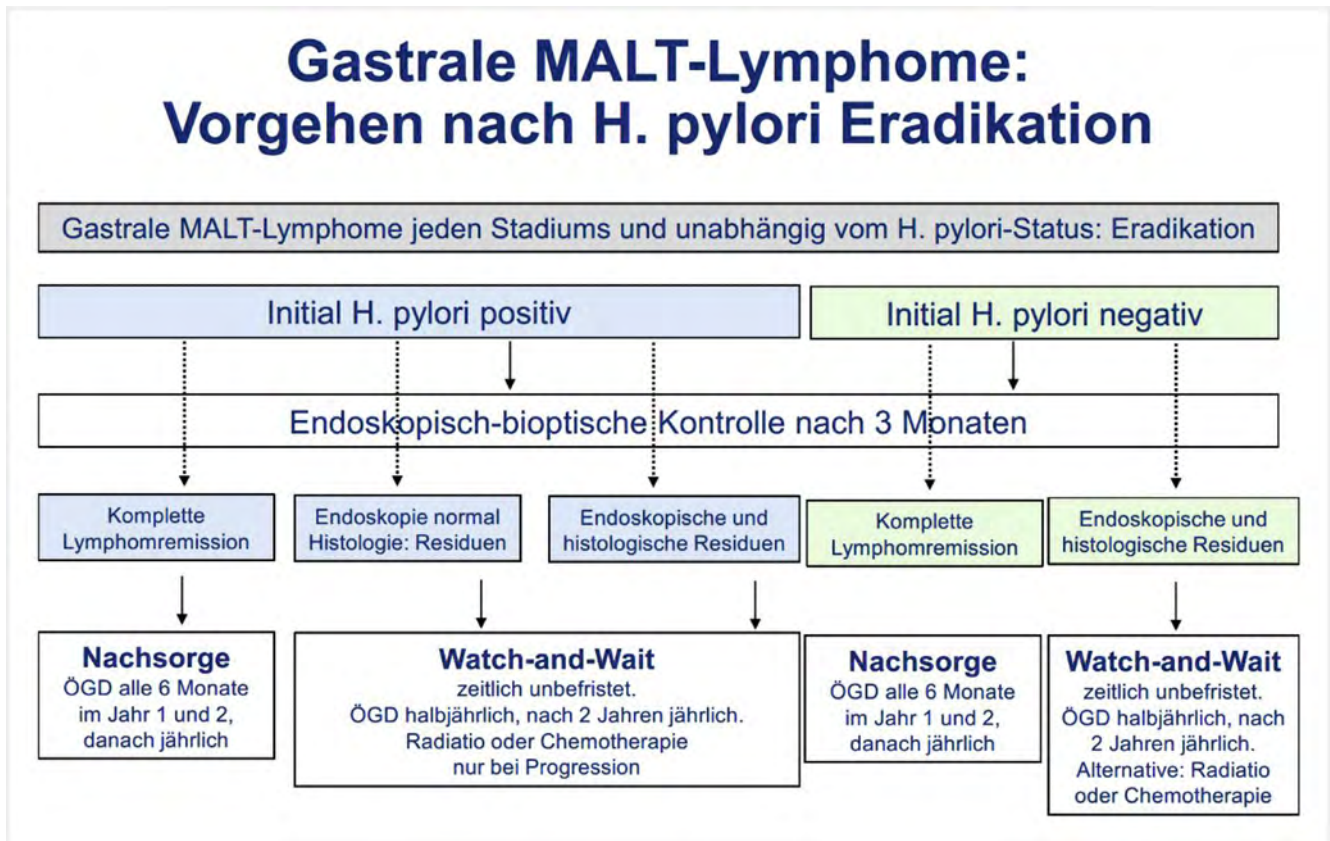 Gastrale MALT-Lymphome:
Vorgehen nach H. pylori Eradikation
Gastrale MALT-Lymphome jeden Stadiums und unabhängig vom H. pylori-Status: Eradikation
Initial H. pylori positiv
Initial H. pylori negativ
Endoskopisch-bioptische Kontrolle nach 3 Monaten
Komplette
Lymphomremission
Endoskopie normal
Histologie: Residuen
Endoskopische und
histologische Residuen
Komplette
Lymphomremission
Endoskopische und
histologische Residuen
Nachsorge
ÖGD alle 6 Monate
im Jahr 1 und 2,
danach jährlich
Watch-and-Wait
zeitlich unbefristet.
ÖGD halbjährlich, nach 2 Jahren jährlich.
Radiatio oder Chemotherapie
nur bei Progression
Nachsorge
ÖGD alle 6 Monate
im Jahr 1 und 2,
danach jährlich
Watch-and-Wait
zeitlich unbefristet.
ÖGD halbjährlich, nach
2 Jahren jährlich.
Alternative: Radiatio
oder Chemotherapie